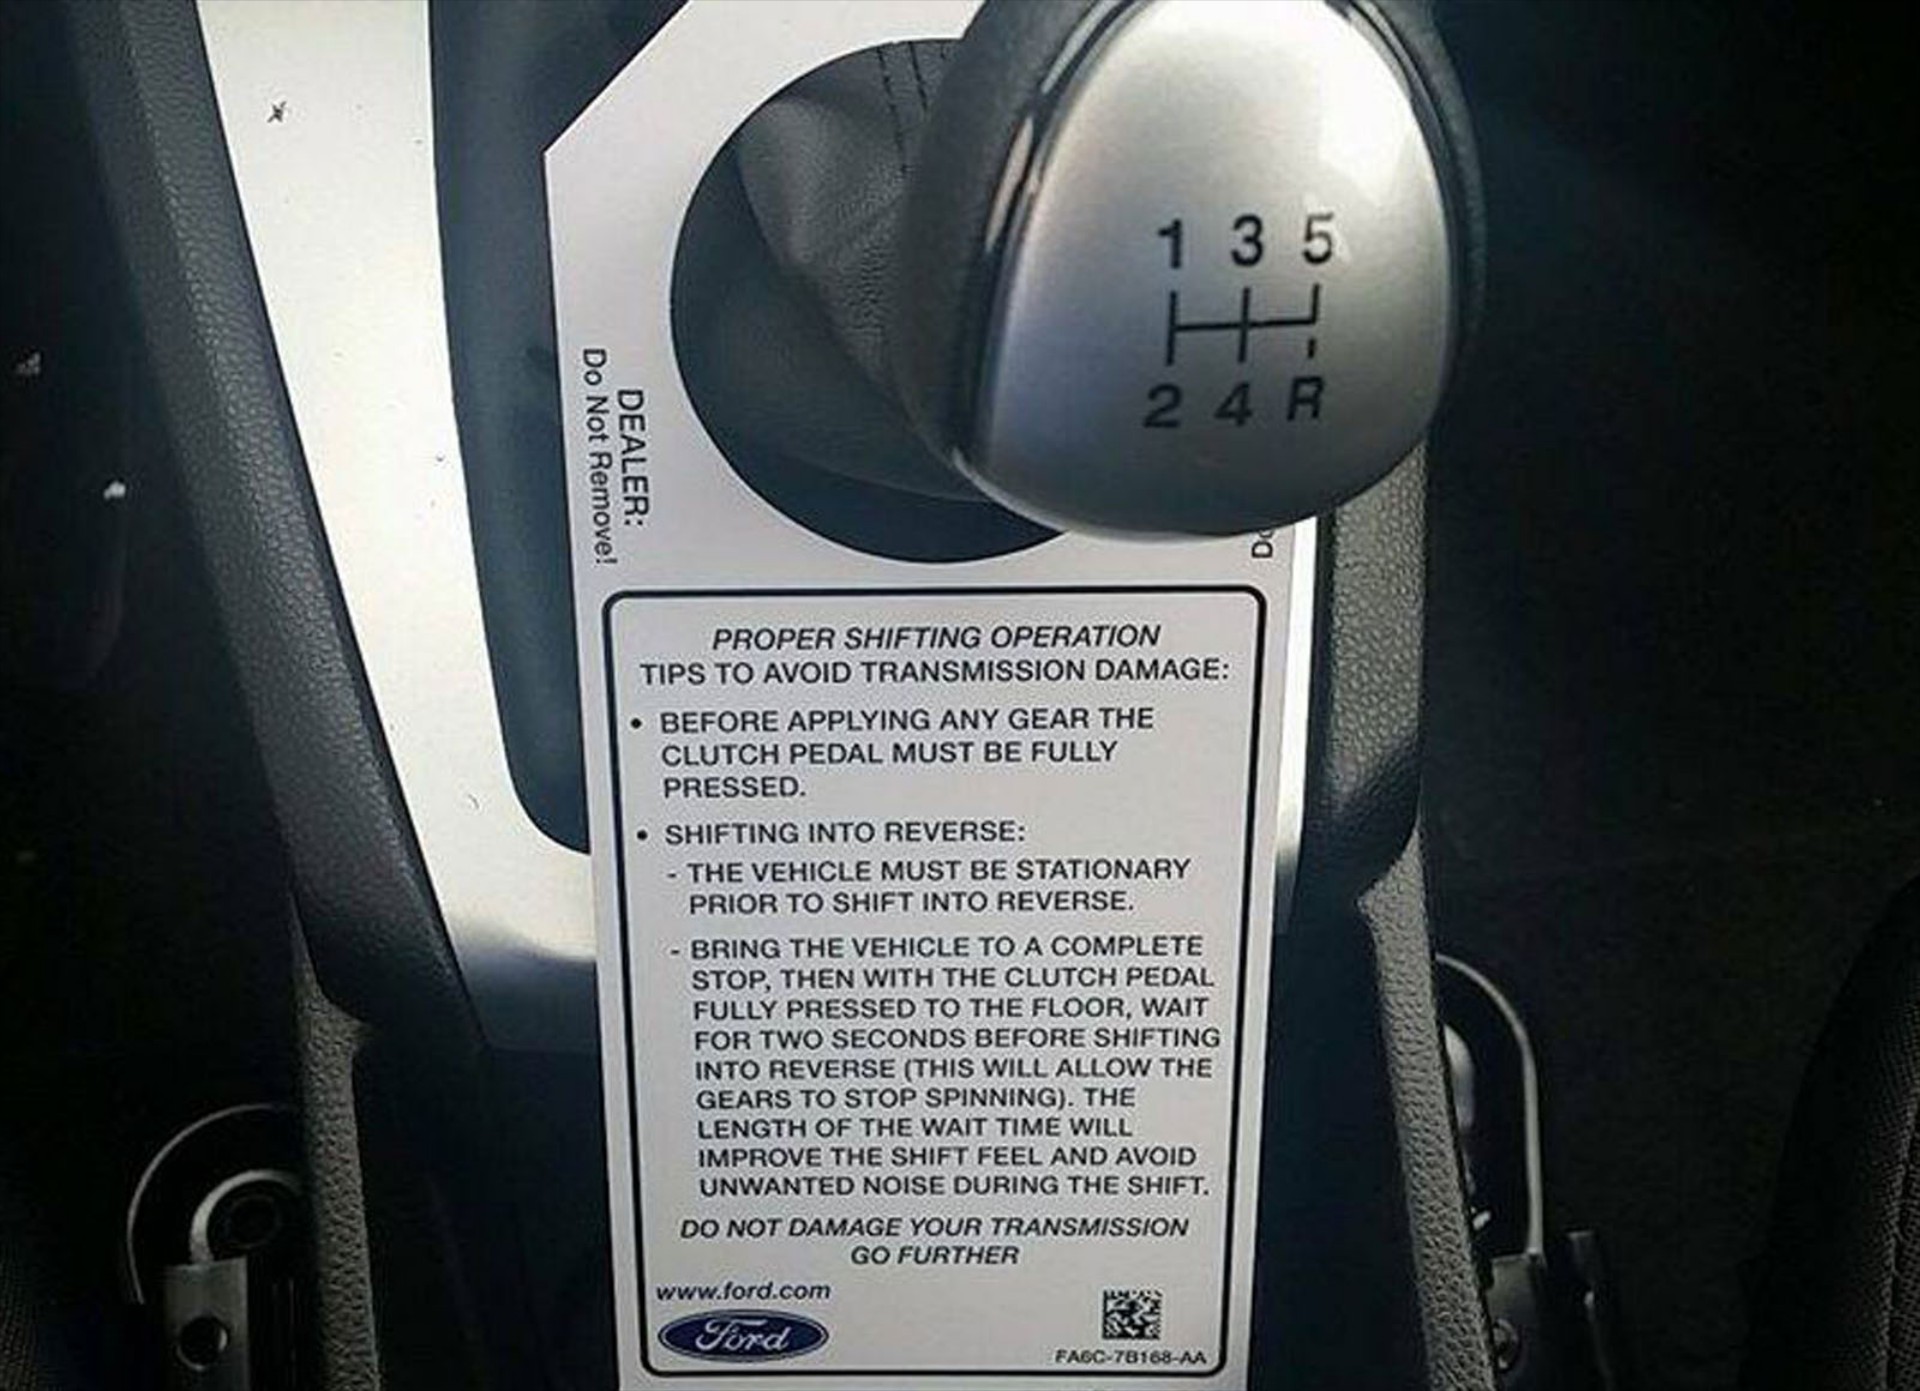 1 3 5
2 4 R
DEALER:
Do Not Remove!
PROPER SHIFTING OPERATION
TIPS TO AVOID TRANSMISSION DAMAGE:
• BEFORE APPLYING ANY GEAR THE
CLUTCH PEDAL MUST BE FULLY
PRESSED.
• SHIFTING INTO REVERSE:
- THE VEHICLE MUST BE STATIONARY
PRIOR TO SHIFT INTO REVERSE.
- BRING THE VEHICLE TO A COMPLETE
STOP, THEN WITH THE CLUTCH PEDAL
FULLY PRESSED TO THE FLOOR, WAIT
FOR TWO SECONDS BEFORE SHIFTING
INTO REVERSE (THIS WILL ALLOW THE
GEARS TO STOP SPINNING). THE
LENGTH OF THE WAIT TIME WILL
IMPROVE THE SHIFT FEEL AND AVOID
UNWANTED NOISE DURING THE SHIFT.
DO NOT DAMAGE YOUR TRANSMISSION
GO FURTHER
www.ford.com
Ford
FA6C-7B168-AA